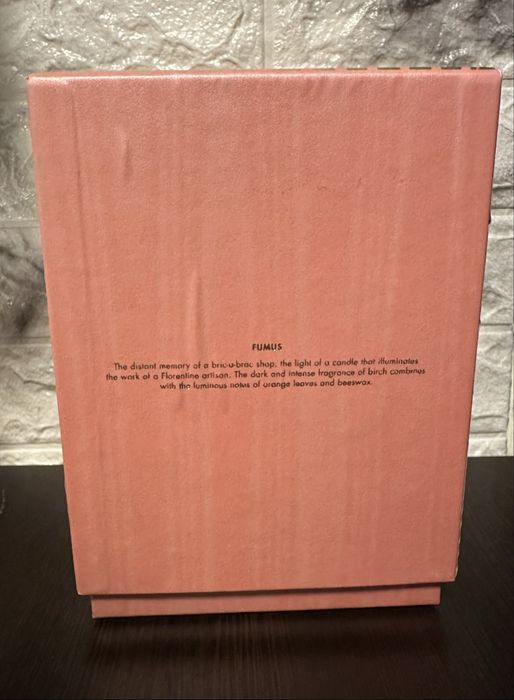 FUMUS
The distant memory of a bric-a-brac shop, the light of a candle that illuminates
the work of a Florentine artisan. The dark and intense fragrance of birch combines
with the luminous notes of orange leaves and beeswax.